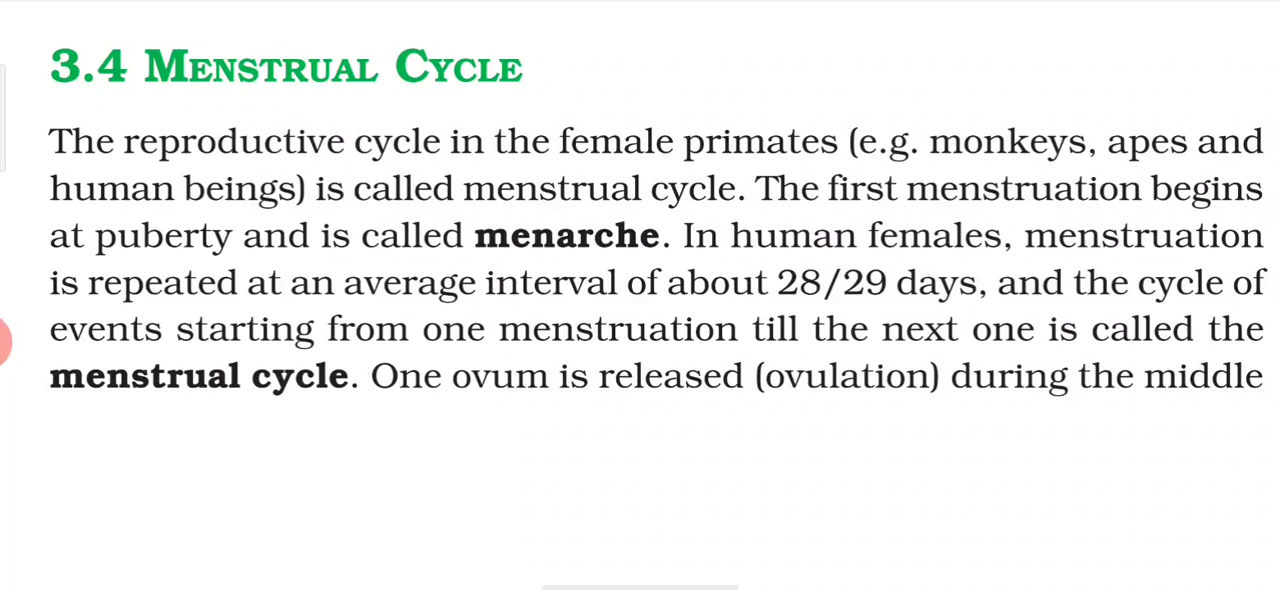 3.4 MENSTRUAL CYCLE
The reproductive cycle in the female primates (e.g. monkeys, apes and
human beings) is called menstrual cycle. The first menstruation begins
at puberty and is called menarche. In human females, menstruation
is repeated at an average interval of about 28/29 days, and the cycle of
events starting from one menstruation till the next one is called the
menstrual cycle. One ovum is released (ovulation) during the middle